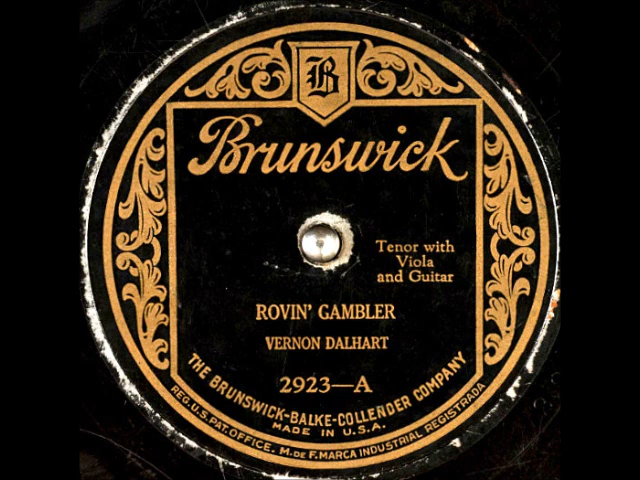 B
Brunswick
Tenor with
Viola
and Guitar
ROVIN' GAMBLER
VERNON DALHART
2923—A
THE BRUNSWICK-BALKE-COLLENDER COMPANY
MADE IN U.S.A.
REG. U.S. PAT. OFFICE. M. DE F. MARCA INDUSTRIAL REGISTRADA